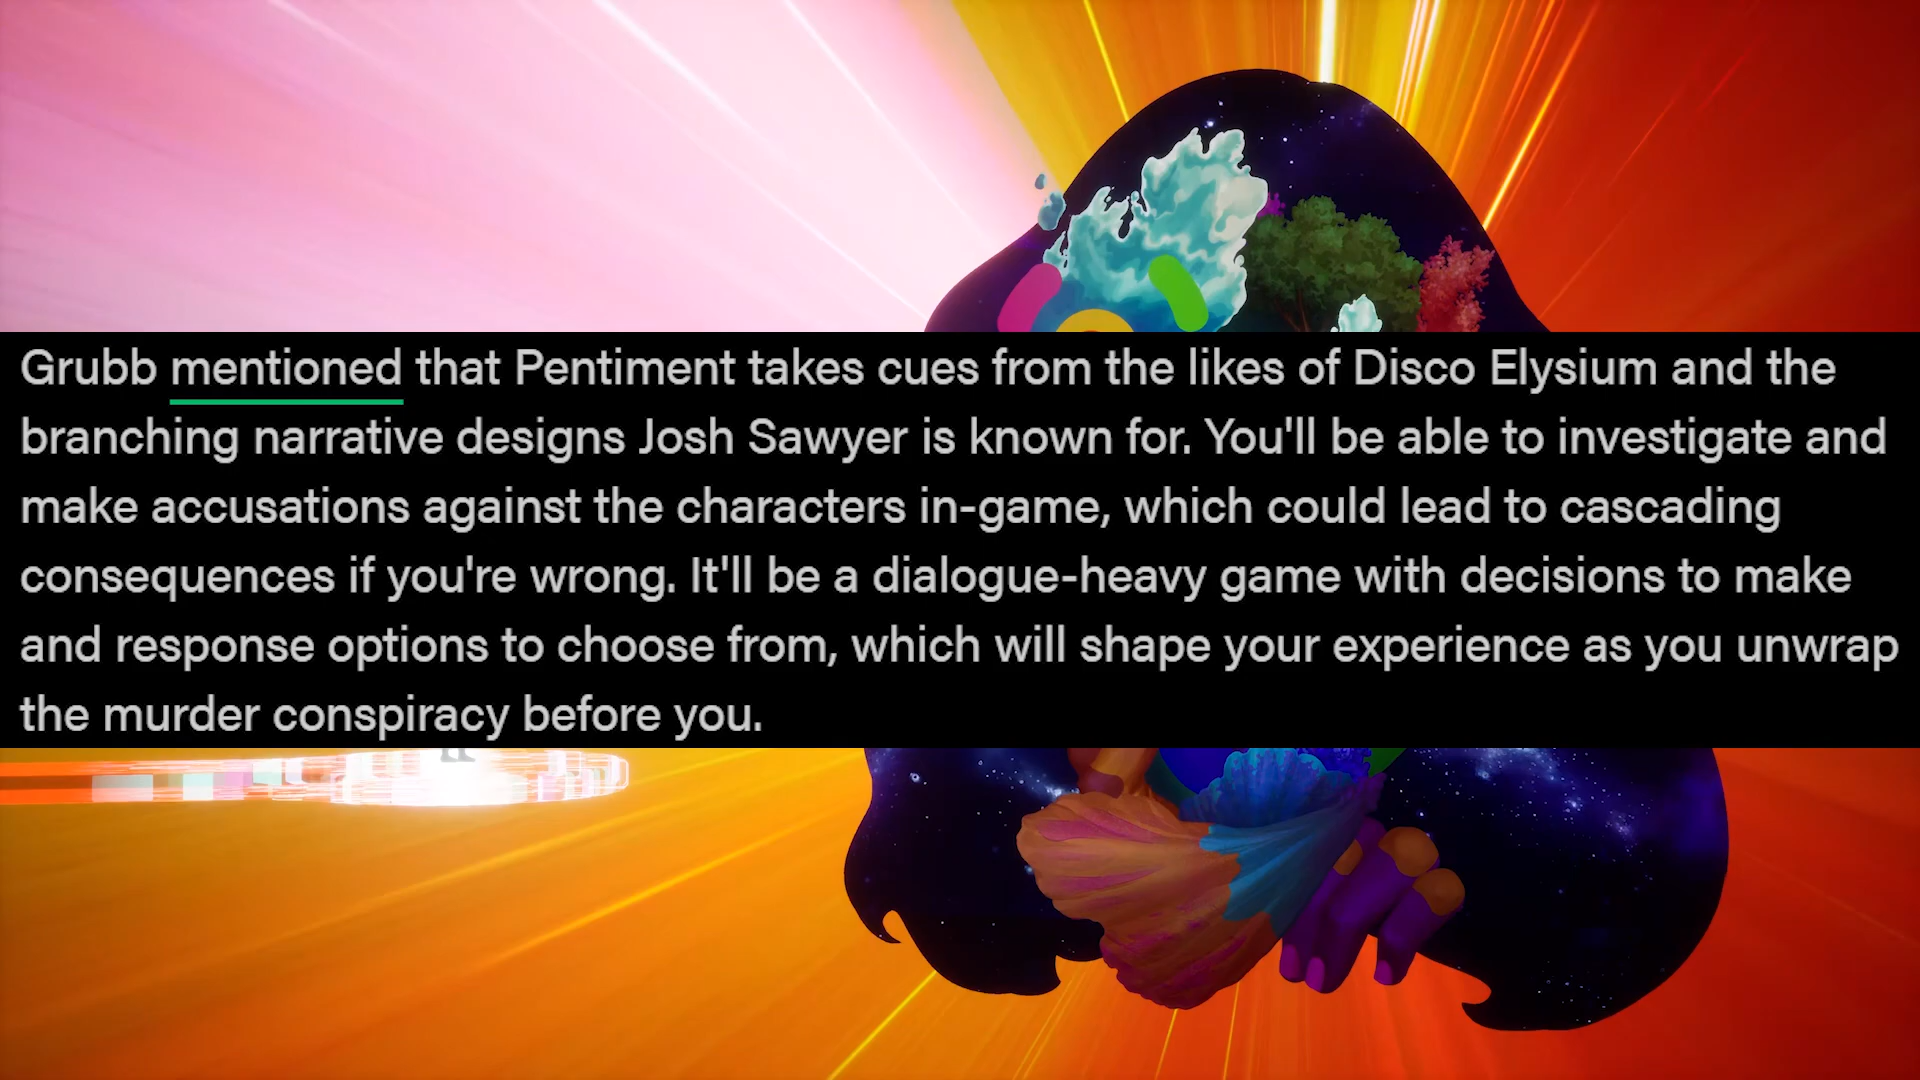 Grubb mentioned that Pentiment takes cues from the likes of Disco Elysium and the
branching narrative designs Josh Sawyer is known for. You'll be able to investigate and
make accusations against the characters in-game, which could lead to cascading
consequences if you're wrong. It'll be a dialogue-heavy game with decisions to make
and response options to choose from, which will shape your experience as you unwrap
the murder conspiracy before you.